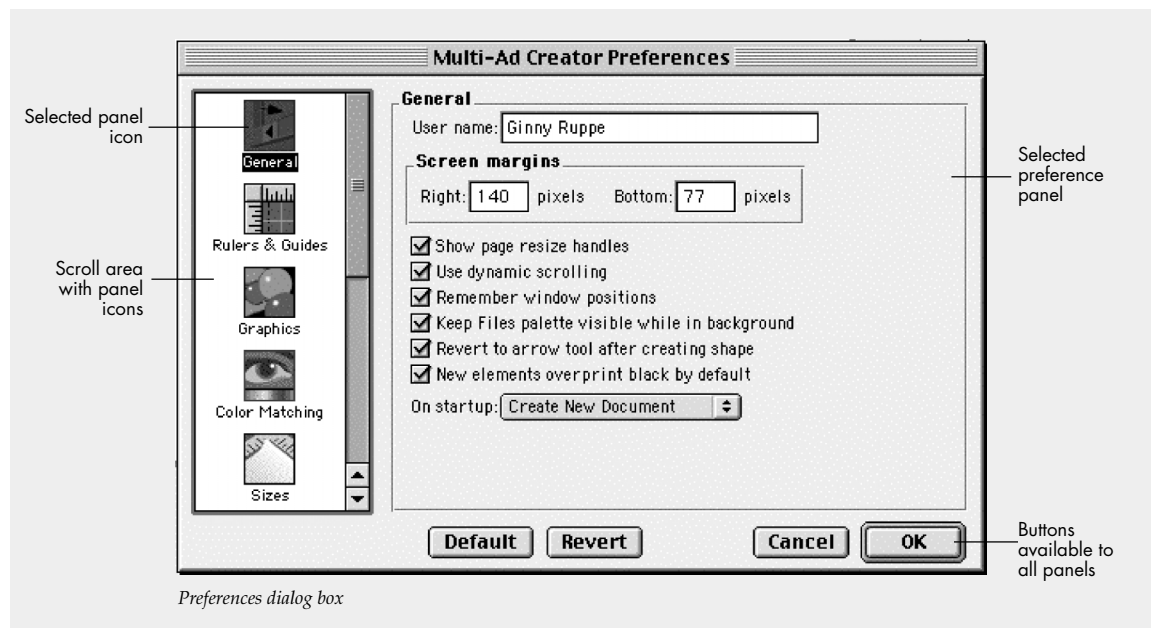 Multi-Ad Creator Preferences
Selected panel
icon
General
Rulers & Guides
Scroll area
with panel
icons
Graphics
Color Matching
Sizes
General
User name: Ginny Ruppe
Screen margins
Right: 140 pixels Bottom: 77 pixels
Show page resize handles
Use dynamic scrolling
Remember window positions
Keep Files palette visible while in background
Revert to arrow tool after creating shape
New elements overprint black by default
On startup: Create New Document
Selected
preference
panel
Default Revert Cancel OK
Buttons
available to
all panels
Preferences dialog box